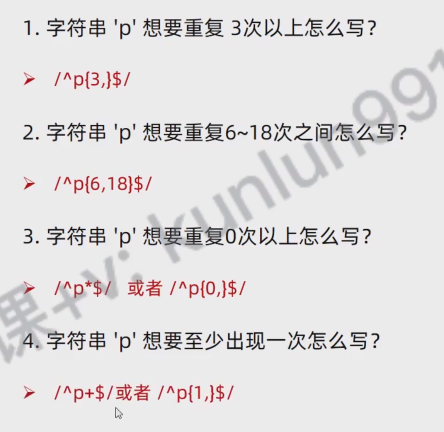 1. 字符串 'p' 想要重复 3次以上怎么写？
➢ /^p{3,}$/
2. 字符串 'p' 想要重复6~18次之间怎么写？
➢ /^p{6,18}$/
3. 字符串 'p' 想要重复0次以上怎么写？
➢ /^p*$/ 或者 /^p{0,}$/
4. 字符串 'p' 想要至少出现一次怎么写？
➢ /^p+$/或者 /^p{1,}$/
课+v: kunlun991